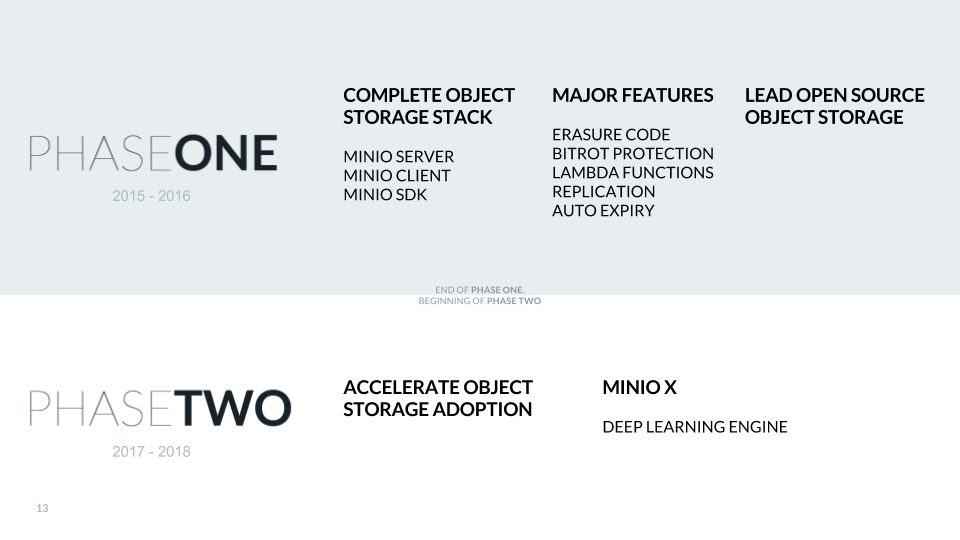 PHASEONE
2015 - 2016
COMPLETE OBJECT
STORAGE STACK
MINIO SERVER
MINIO CLIENT
MINIO SDK
MAJOR FEATURES
ERASURE CODE
BITROT PROTECTION
LAMBDA FUNCTIONS
REPLICATION
AUTO EXPIRY
LEAD OPEN SOURCE
OBJECT STORAGE
END OF PHASE ONE.
BEGINNING OF PHASE TWO
PHASETWO
2017 - 2018
ACCELERATE OBJECT
STORAGE ADOPTION
MINIO X
DEEP LEARNING ENGINE
13